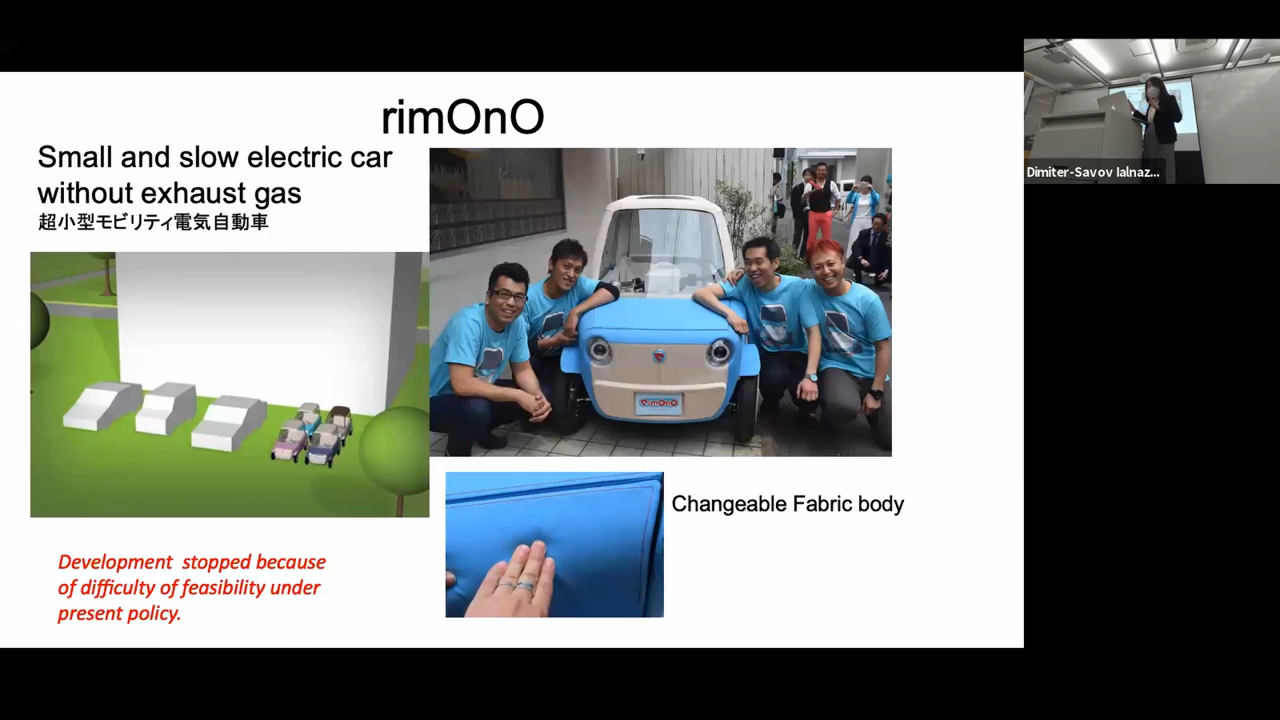 rimOnO
Small and slow electric car
without exhaust gas
超小型モビリティ電気自動車
Dimiter-Savov Ialnaz...
rimOnO
Changeable Fabric body
Development stopped because
of difficulty of feasibility under
present policy.